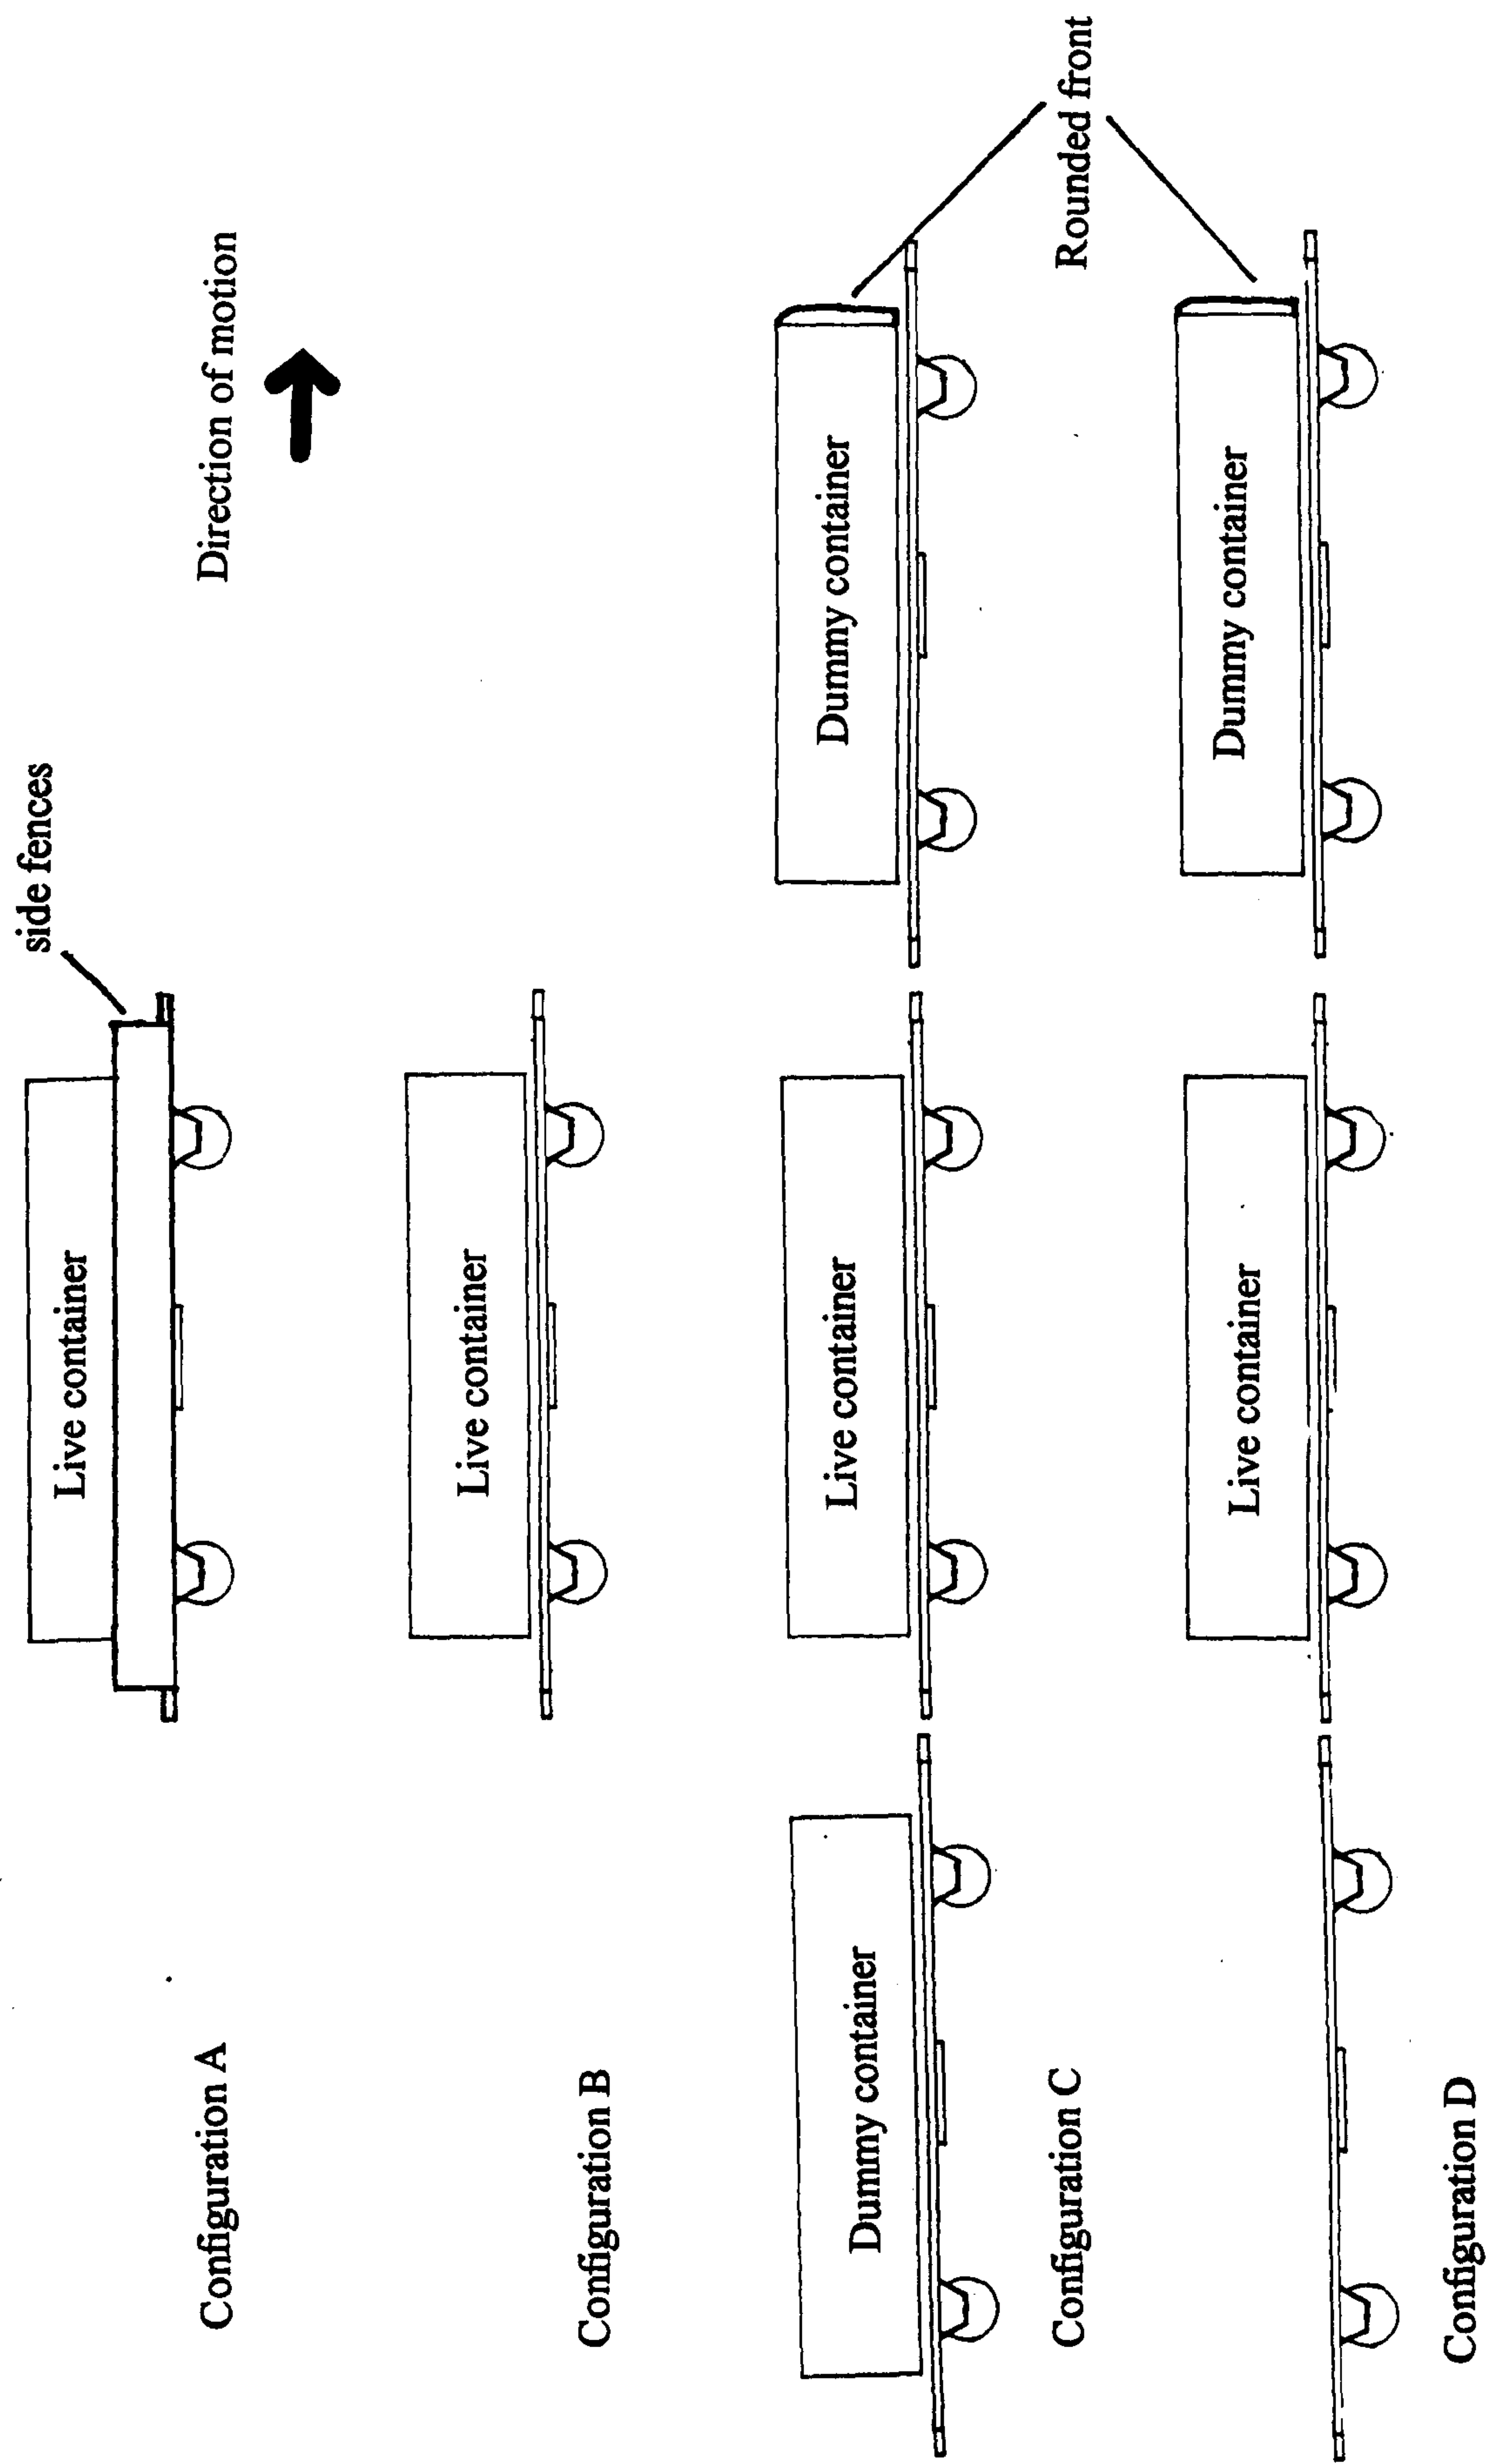 side fences
Live container
Direction of motion
Configuration A
Live container
Configuration B
Dummy container
Live container
Dummy container
Configuration C
Rounded front
Live container
Dummy container
Configuration D